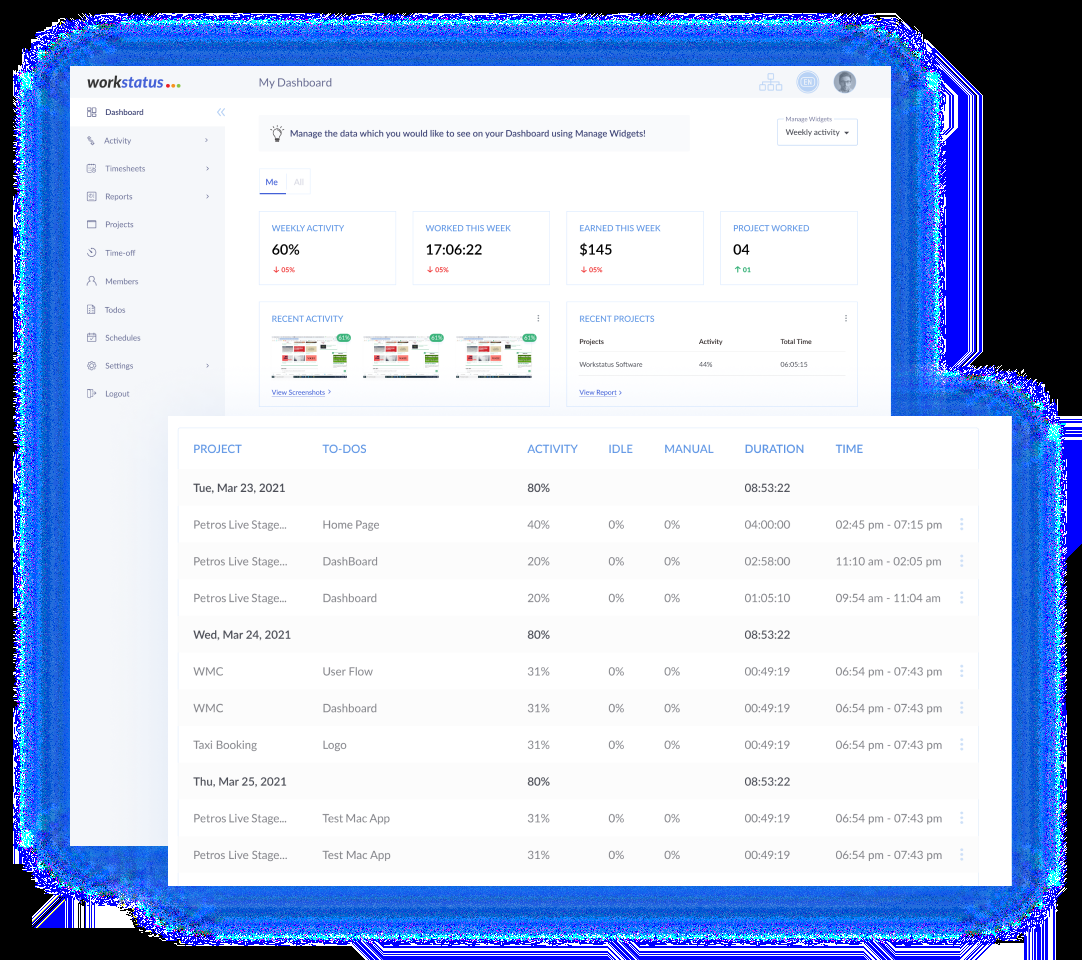 workstatus
My Dashboard
EN
Dashboard
Manage Widgets
Manage the data which you would like to see on your Dashboard using Manage Widgets!
Weekly activity
Activity
Timesheets
Reports
Projects
Time-off
Members
Todos
Schedules
Settings
Logout
Me All
WEEKLY ACTIVITY
60%
05%
WORKED THIS WEEK
17:06:22
05%
EARNED THIS WEEK
$145
05%
PROJECT WORKED
04
01
RECENT ACTIVITY
61% 61% 61%
View Screenshots
RECENT PROJECTS
Projects Activity Total Time
Workstatus Software 44% 06:05:15
View Report
PROJECT TO-DOS ACTIVITY IDLE MANUAL DURATION TIME
Tue, Mar 23, 2021 80% 08:53:22
Petros Live Stage... Home Page 40% 0% 0% 04:00:00 02:45 pm - 07:15 pm
Petros Live Stage... DashBoard 20% 0% 0% 02:58:00 11:10 am - 02:05 pm
Petros Live Stage... Dashboard 20% 0% 0% 01:05:10 09:54 am - 11:04 am
Wed, Mar 24, 2021 80% 08:53:22
WMC User Flow 31% 0% 0% 00:49:19 06:54 pm - 07:43 pm
WMC Dashboard 31% 0% 0% 00:49:19 06:54 pm - 07:43 pm
Taxi Booking Logo 31% 0% 0% 00:49:19 06:54 pm - 07:43 pm
Thu, Mar 25, 2021 80% 08:53:22
Petros Live Stage... Test Mac App 31% 0% 0% 00:49:19 06:54 pm - 07:43 pm
Petros Live Stage... Test Mac App 31% 0% 0% 00:49:19 06:54 pm - 07:43 pm